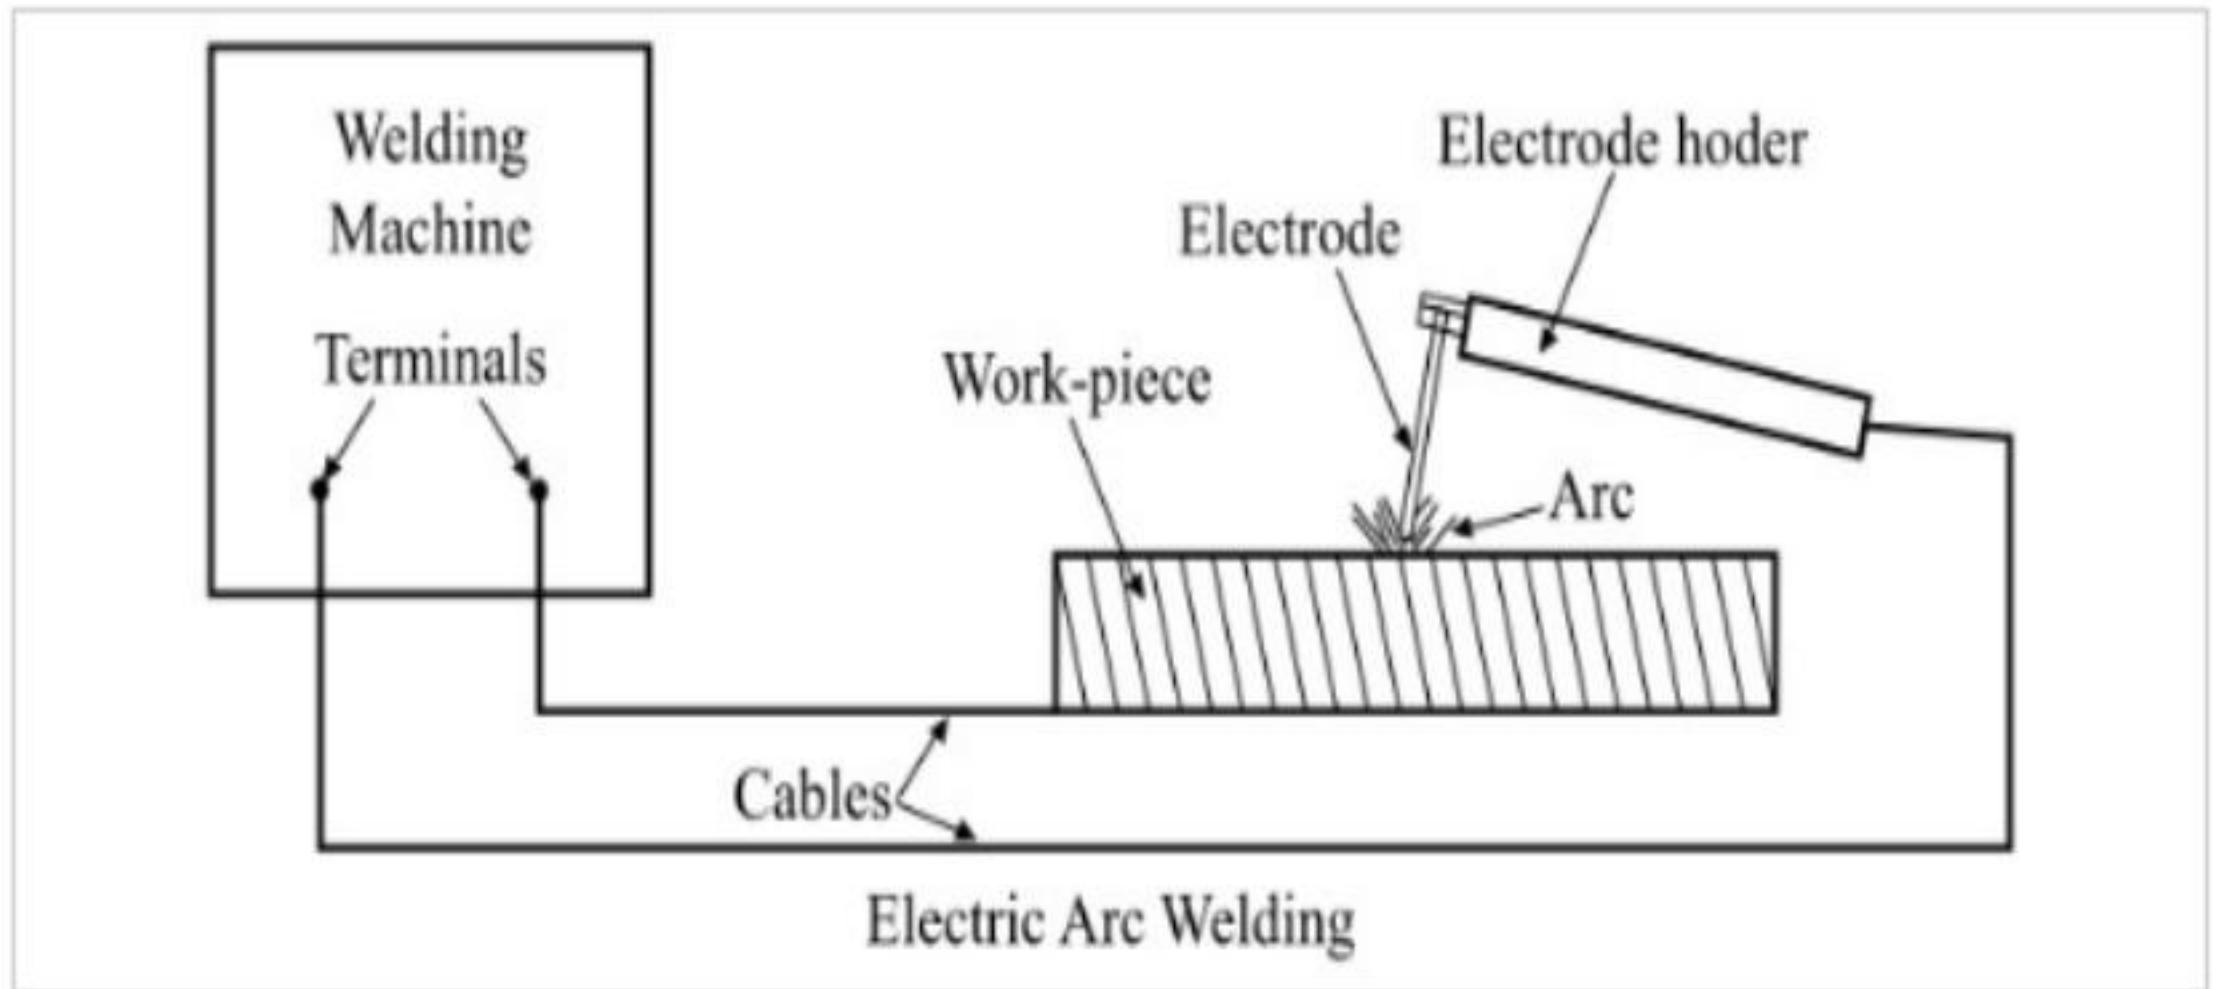 Welding
Machine
Terminals
Electrode hoder
Electrode
Work-piece
Arc
Cables
Electric Arc Welding